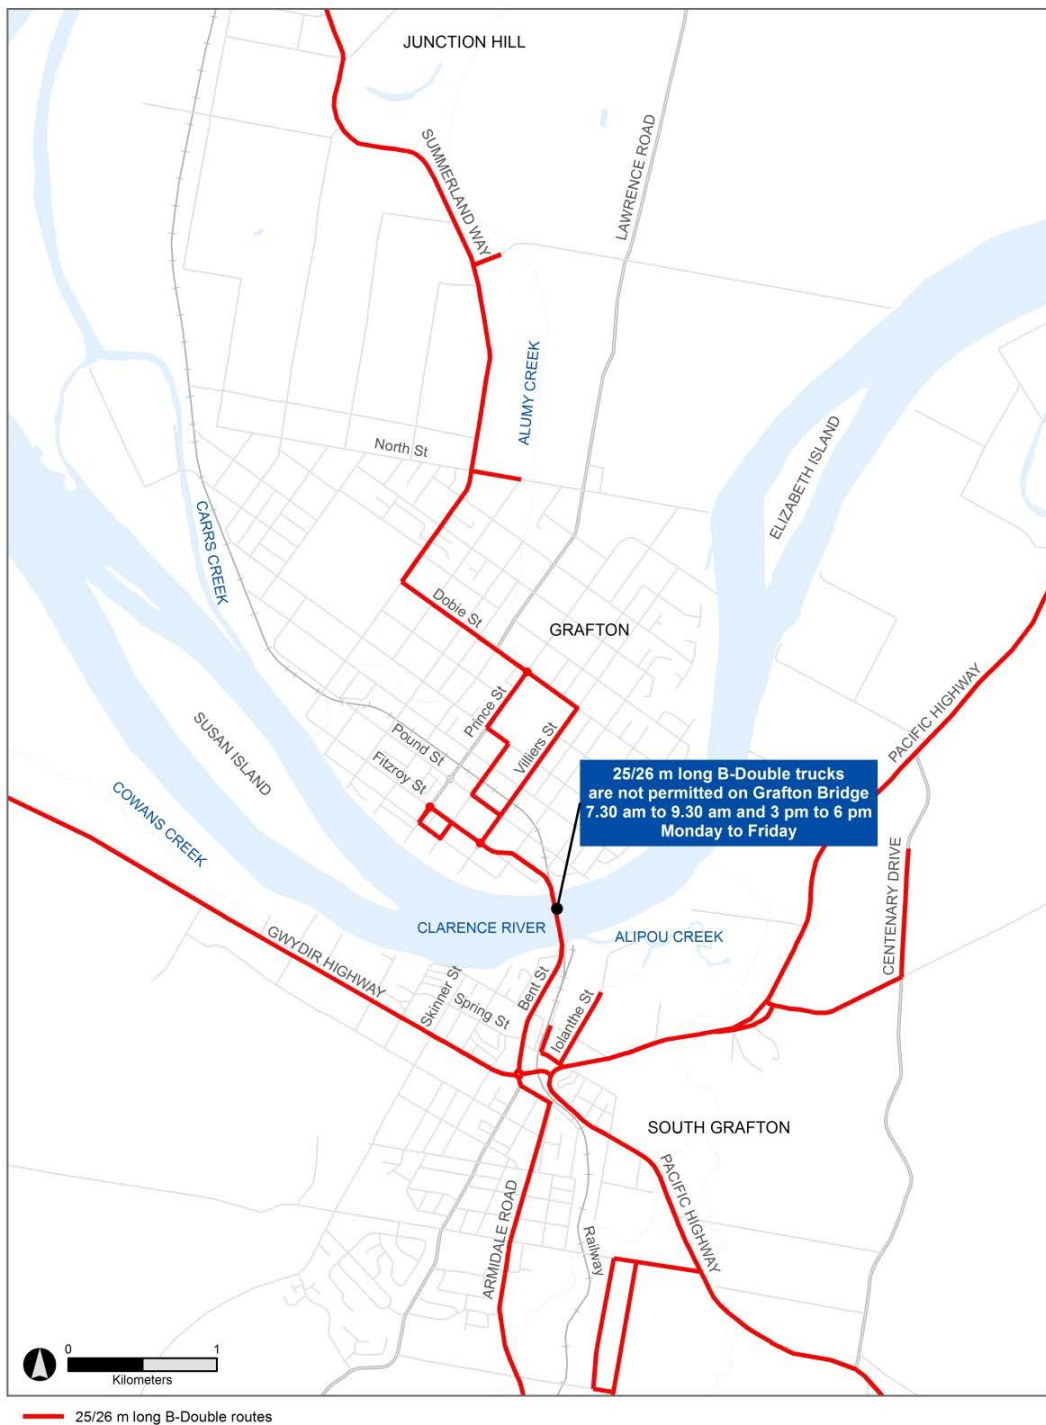 JUNCTION HILL
SUMMERLAND WAY
LAWRENCE ROAD
ALUMY CREEK
North St
ELIZABETH ISLAND
CARRS CREEK
Dobie St
GRAFTON
Prince St
PACIFIC HIGHWAY
SUSAN ISLAND
Pound St
Villiers St
Fitzroy St
25/26 m long B-Double trucks
are not permitted on Grafton Bridge
7.30 am to 9.30 am and 3 pm to 6 pm
Monday to Friday
COWANS CREEK
CENTENARY DRIVE
CLARENCE RIVER
ALIPOU CREEK
GWYDIR HIGHWAY
Skinner St
Bent St
Spring St
Iolanthe St
SOUTH GRAFTON
PACIFIC HIGHWAY
ARMIDALE ROAD
Railway
0 1
Kilometers
25/26 m long B-Double routes